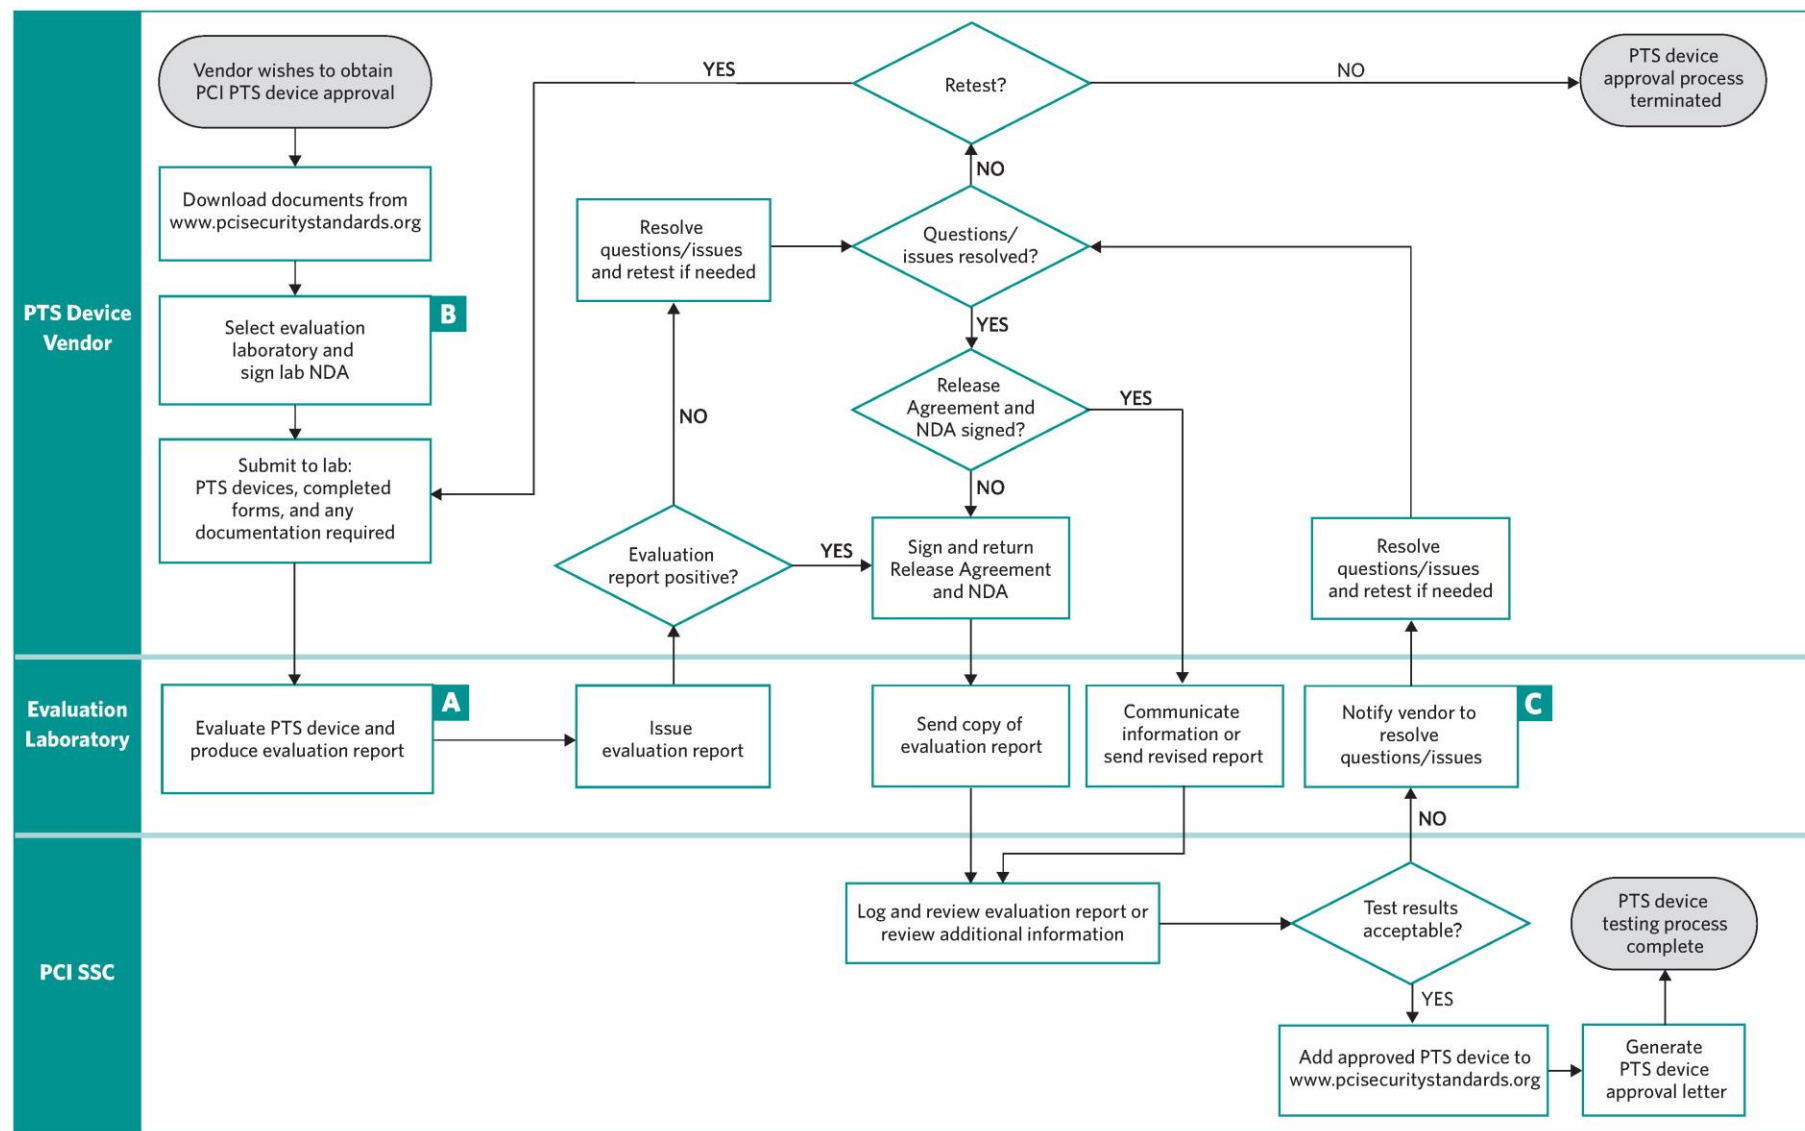 PTS Device
Vendor
Vendor wishes to obtain
PCI PTS device approval
Download documents from
www.pcisecuritystandards.org
Select evaluation
laboratory and
sign lab NDA
B
Submit to lab:
PTS devices, completed
forms, and any
documentation required
YES
Retest?
NO
PTS device
approval process
terminated
NO
Resolve
questions/issues
and retest if needed
Questions/
issues resolved?
YES
Release
Agreement and
NDA signed?
YES
NO
NO
Evaluation
report positive?
YES
Sign and return
Release Agreement
and NDA
Resolve
questions/issues
and retest if needed
Evaluation
Laboratory
Evaluate PTS device and
produce evaluation report
A
Issue
evaluation report
Send copy of
evaluation report
Communicate
information or
send revised report
Notify vendor to
resolve
questions/issues
C
NO
PCI SSC
Log and review evaluation report or
review additional information
Test results
acceptable?
YES
Add approved PTS device to
www.pcisecuritystandards.org
Generate
PTS device
approval letter
PTS device
testing process
complete